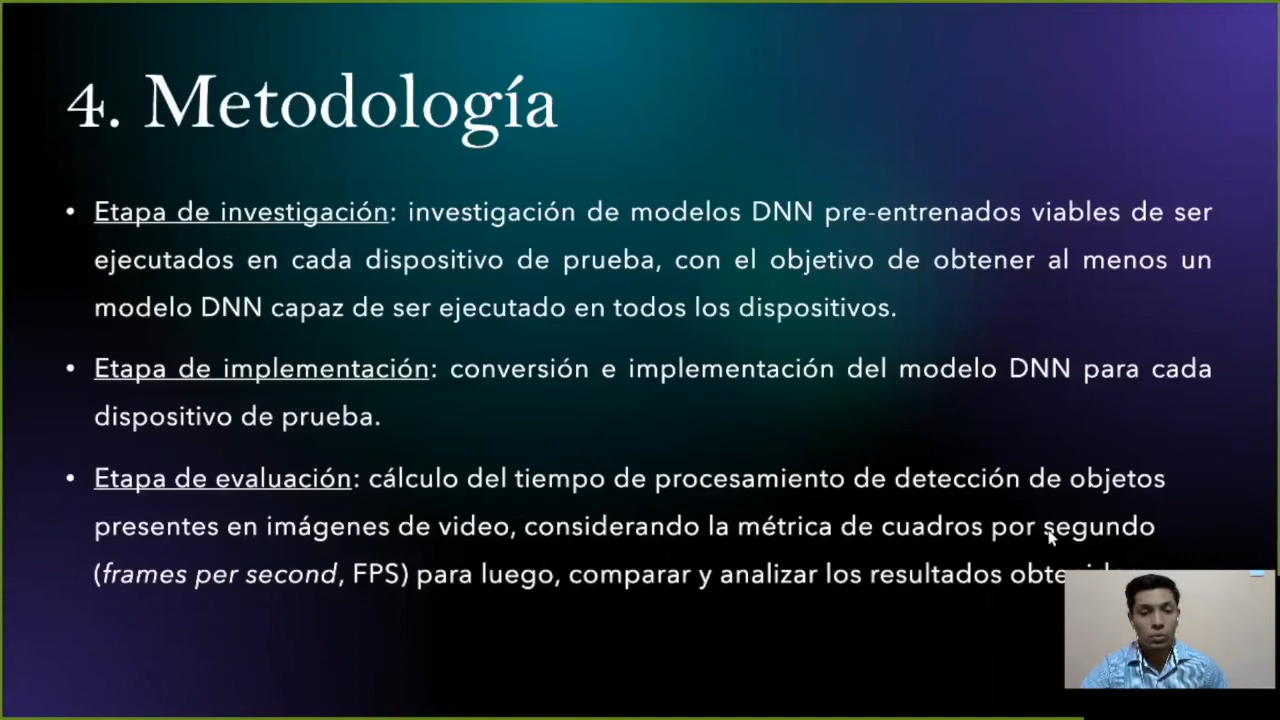 4. Metodología
• Etapa de investigación: investigación de modelos DNN pre-entrenados viables de ser
ejecutados en cada dispositivo de prueba, con el objetivo de obtener al menos un
modelo DNN capaz de ser ejecutado en todos los dispositivos.
• Etapa de implementación: conversión e implementación del modelo DNN para cada
dispositivo de prueba.
• Etapa de evaluación: cálculo del tiempo de procesamiento de detección de objetos
presentes en imágenes de video, considerando la métrica de cuadros por segundo
(frames per second, FPS) para luego, comparar y analizar los resultados